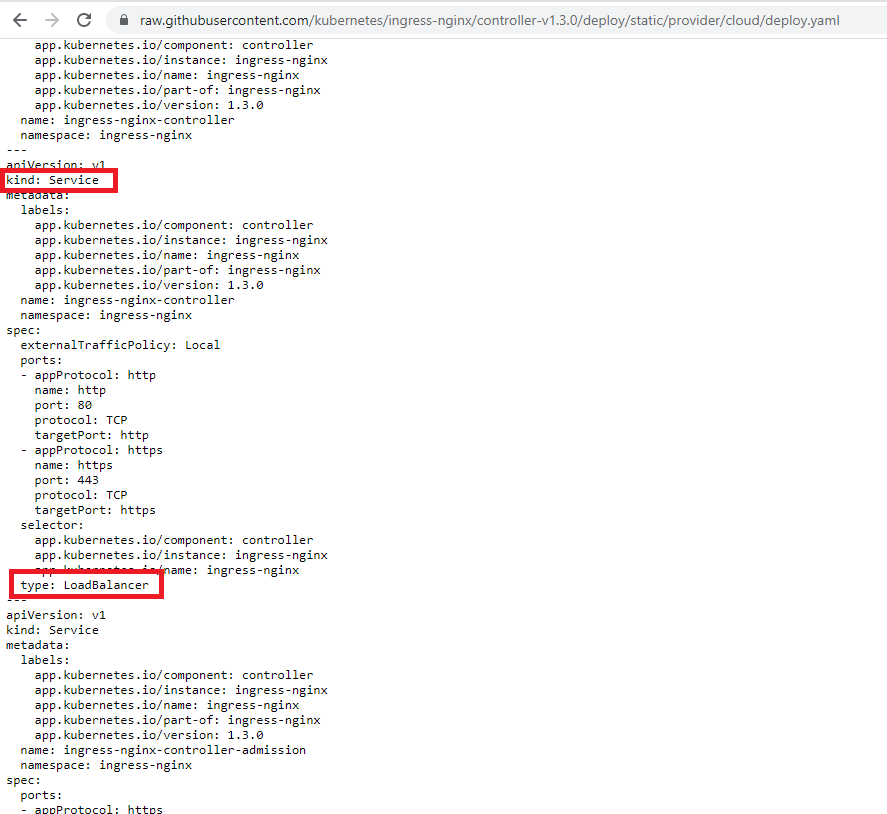 raw.githubusercontent.com/kubernetes/ingress-nginx/controller-v1.3.0/deploy/static/provider/cloud/deploy.yaml
    app.kubernetes.io/component: controller
    app.kubernetes.io/instance: ingress-nginx
    app.kubernetes.io/name: ingress-nginx
    app.kubernetes.io/part-of: ingress-nginx
    app.kubernetes.io/version: 1.3.0
  name: ingress-nginx-controller
  namespace: ingress-nginx
---
apiVersion: v1
kind: Service
metadata:
  labels:
    app.kubernetes.io/component: controller
    app.kubernetes.io/instance: ingress-nginx
    app.kubernetes.io/name: ingress-nginx
    app.kubernetes.io/part-of: ingress-nginx
    app.kubernetes.io/version: 1.3.0
  name: ingress-nginx-controller
  namespace: ingress-nginx
spec:
  externalTrafficPolicy: Local
  ports:
  - appProtocol: http
    name: http
    port: 80
    protocol: TCP
    targetPort: http
  - appProtocol: https
    name: https
    port: 443
    protocol: TCP
    targetPort: https
  selector:
    app.kubernetes.io/component: controller
    app.kubernetes.io/instance: ingress-nginx
    app.kubernetes.io/name: ingress-nginx
  type: LoadBalancer
---
apiVersion: v1
kind: Service
metadata:
  labels:
    app.kubernetes.io/component: controller
    app.kubernetes.io/instance: ingress-nginx
    app.kubernetes.io/name: ingress-nginx
    app.kubernetes.io/part-of: ingress-nginx
    app.kubernetes.io/version: 1.3.0
  name: ingress-nginx-controller-admission
  namespace: ingress-nginx
spec:
  ports:
  - appProtocol: https